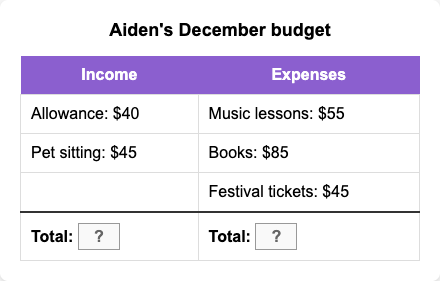 Aiden's December budget
Income Expenses
Allowance: $40 Music lessons: $55
Pet sitting: $45 Books: $85
Festival tickets: $45
Total: ? Total: ?